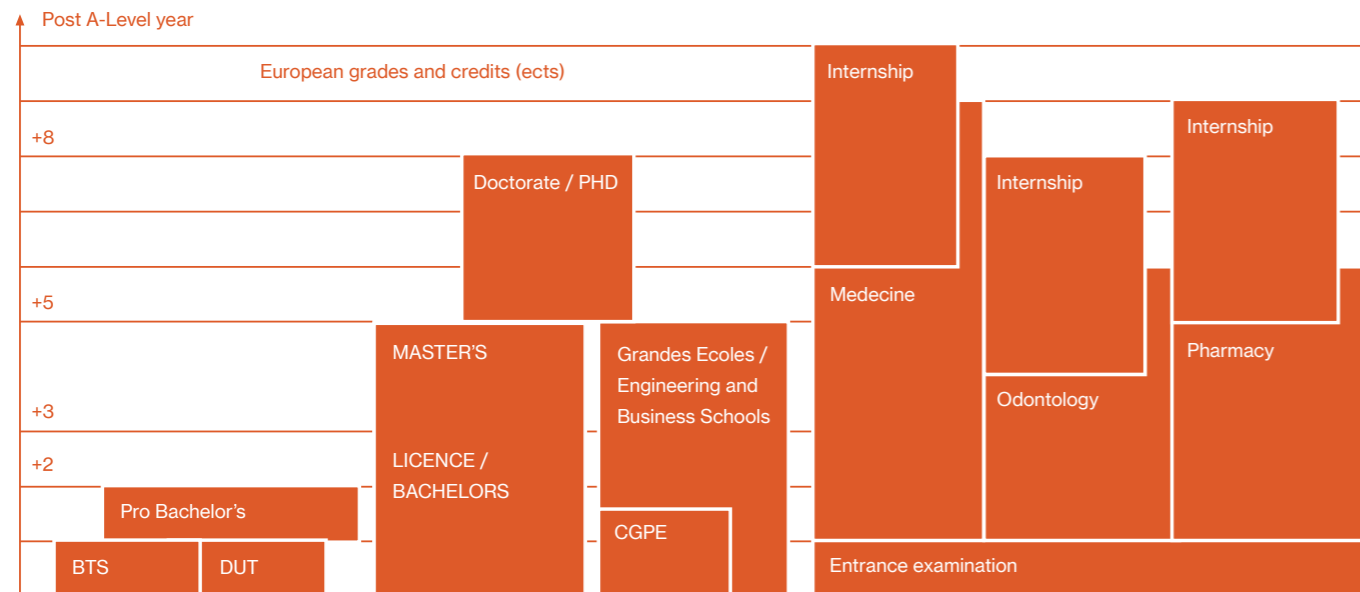 Post A-Level year
European grades and credits (ects)
Internship
+8
Internship
Doctorate / PHD
Internship
+5
Medecine
MASTER'S
Grandes Ecoles /
Engineering and
Business Schools
Pharmacy
Odontology
+3
+2
LICENCE /
BACHELORS
Pro Bachelor's
CGPE
BTS
DUT
Entrance examination